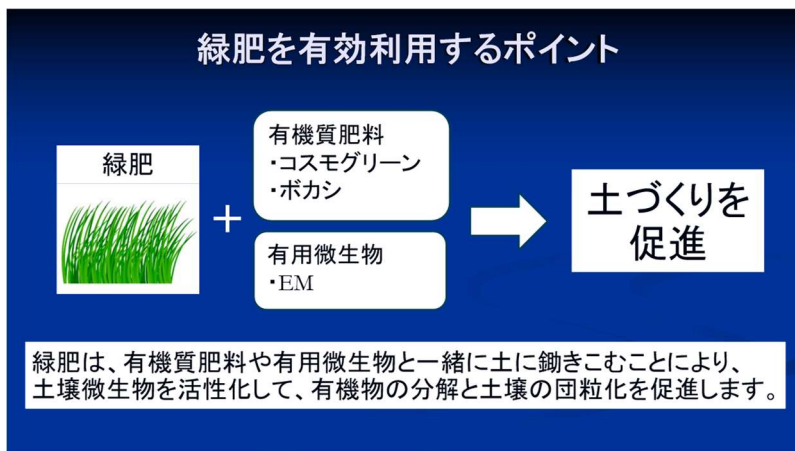 緑肥を有効利用するポイント
緑肥
+
有機質肥料
・コスモグリーン
・ボカシ
有用微生物
・EM
土づくりを
促進
緑肥は、有機質肥料や有用微生物と一緒に土に鋤きこむことにより、
土壌微生物を活性化して、有機物の分解と土壌の団粒化を促進します。